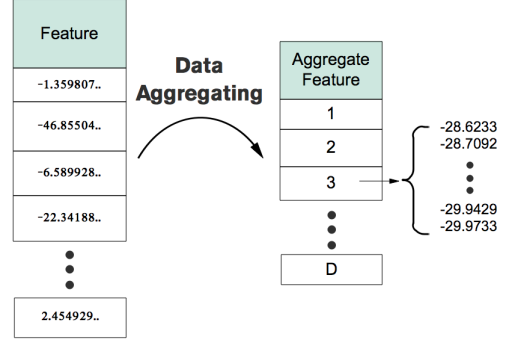 Feature
-1.359807..
-46.85504..
-6.589928..
-22.34188..
2.454929..
Data
Aggregating
Aggregate
Feature
1
2
3
D
-28.6233
-28.7092
-29.9429
-29.9733